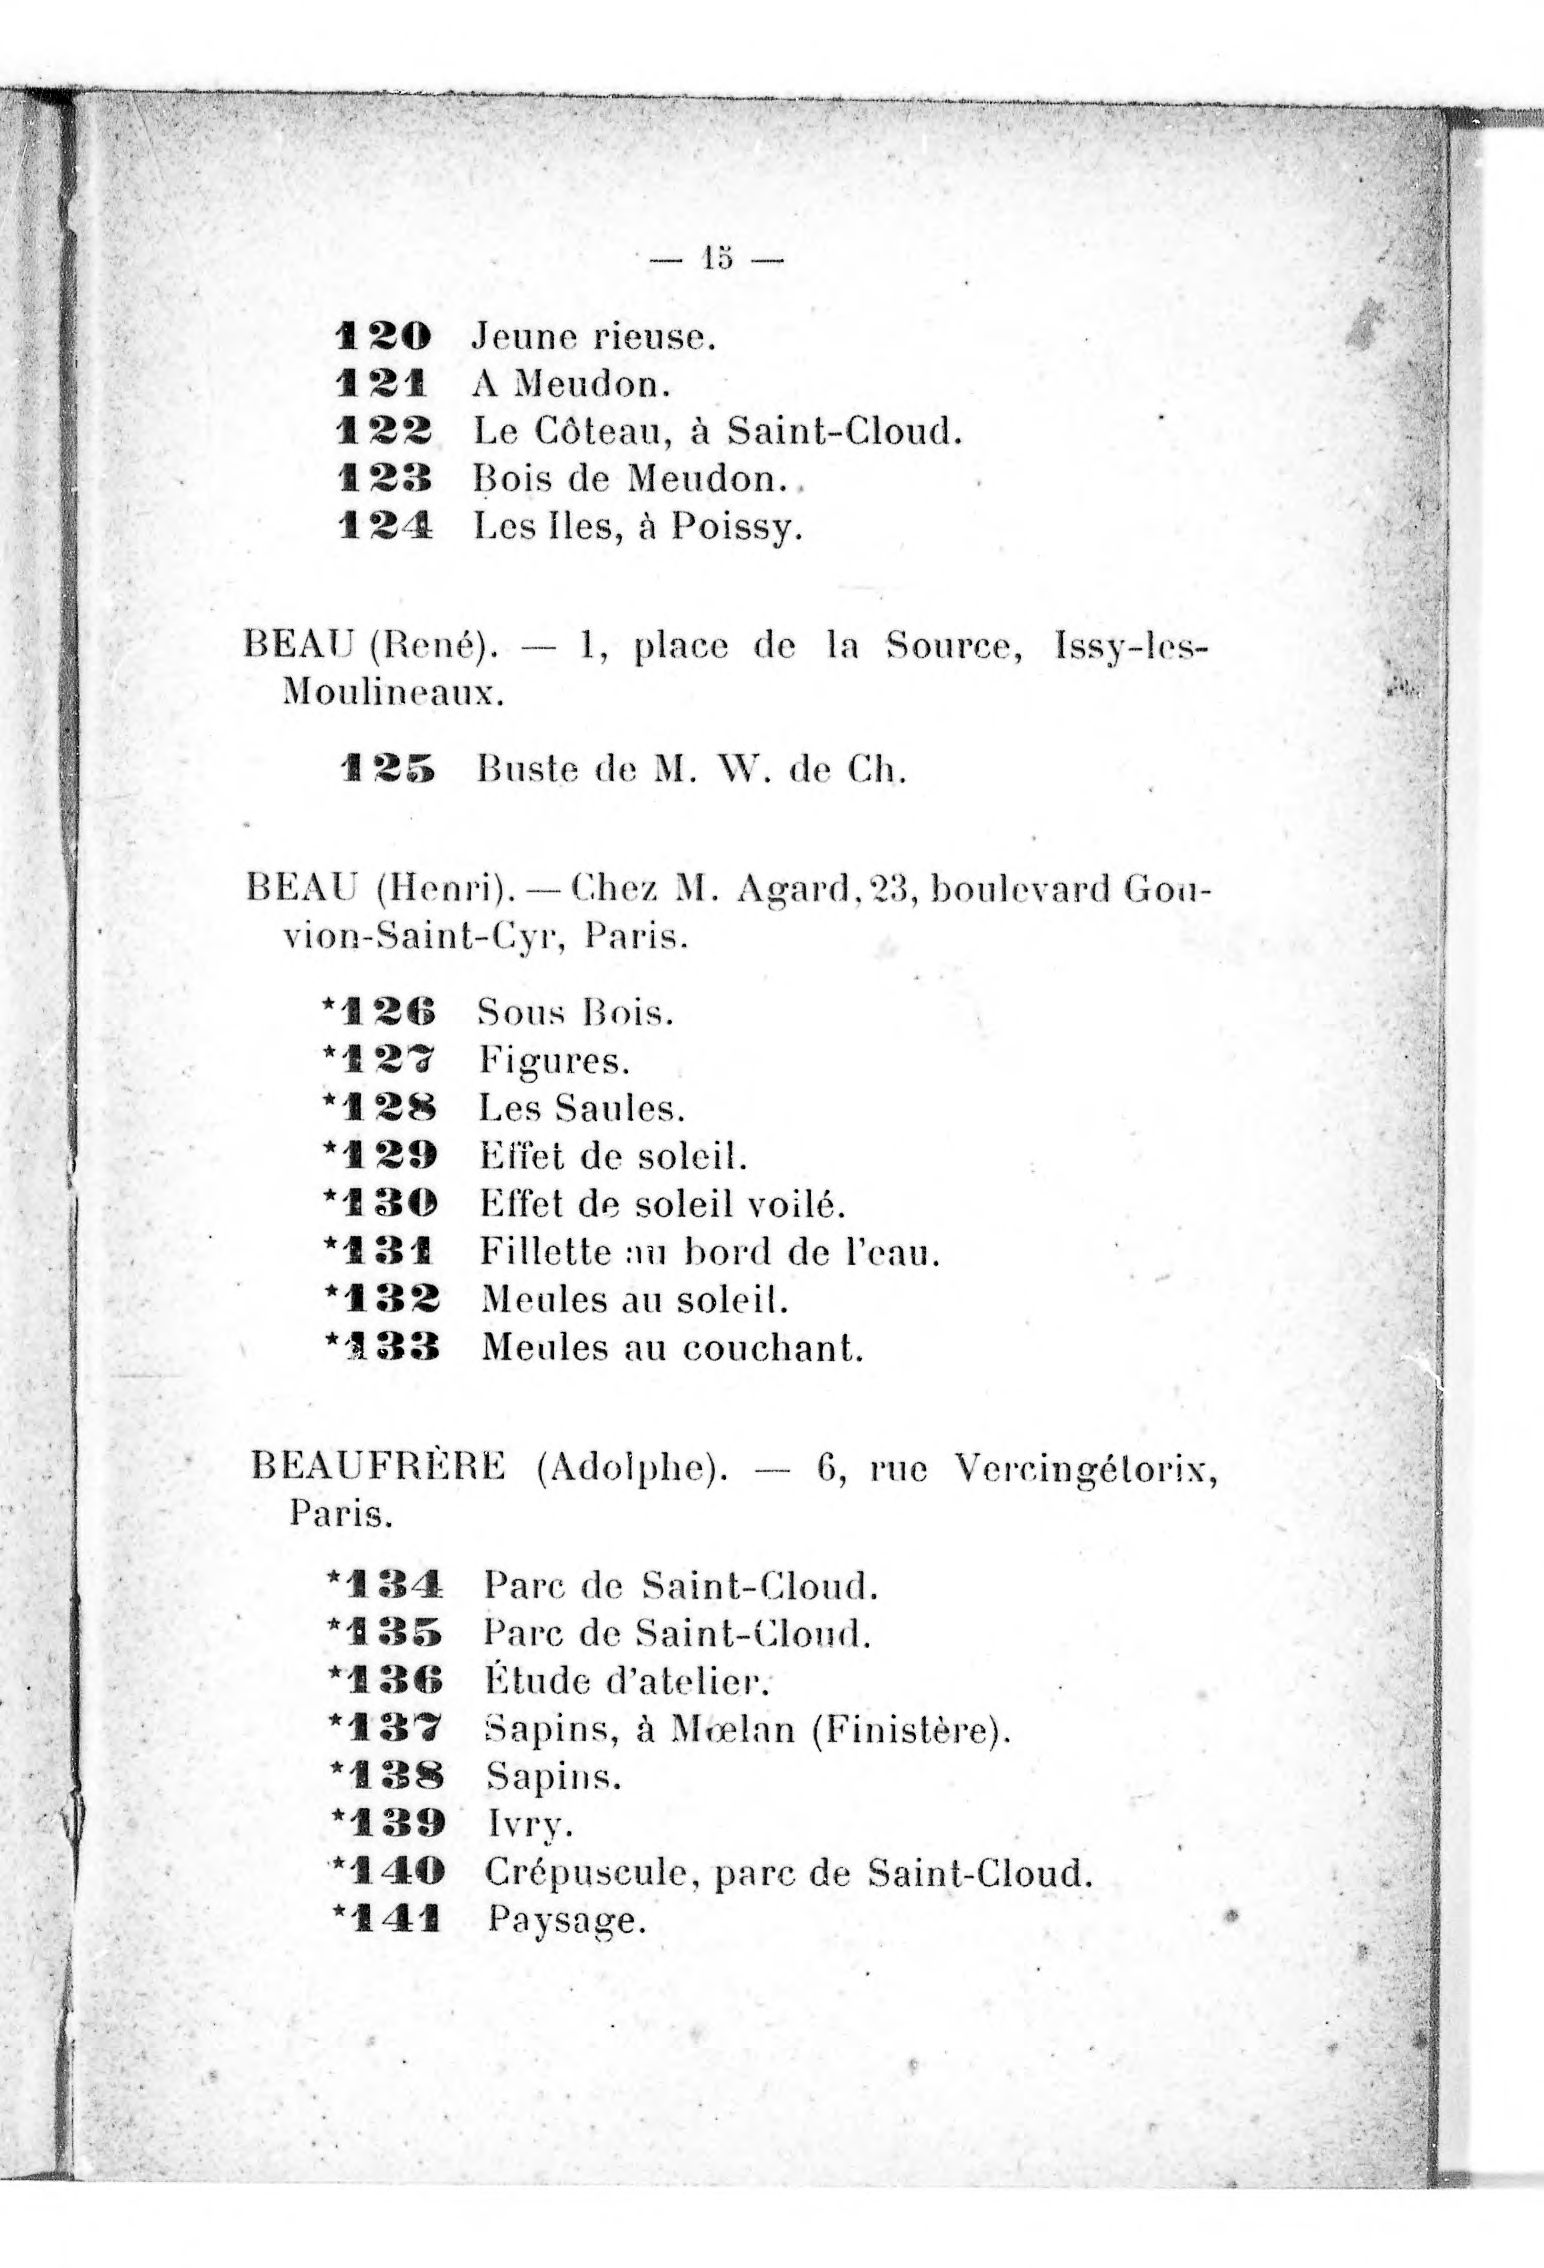 — 15 —
120 Jeune rieuse.
121 A Meudon.
122 Le Côteau, à Saint-Cloud.
123 Bois de Meudon.
124 Les Iles, à Poissy.
BEAU (René). — 1, place de la Source, Issy-les-
Moulineaux.
125 Buste de M. W. de Ch.
BEAU (Henri). — Chez M. Agard, 23, boulevard Gou-
vion-Saint-Cyr, Paris.
*126 Sous Bois.
*127 Figures.
*128 Les Saules.
*129 Effet de soleil.
*130 Effet de soleil voilé.
*131 Fillette au bord de l'eau.
*132 Meules au soleil.
*133 Meules au couchant.
BEAUFRÈRE (Adolphe). — 6, rue Vercingétorix,
Paris.
*134 Parc de Saint-Cloud.
*135 Parc de Saint-Cloud.
*136 Étude d'atelier.
*137 Sapins, à Mœlan (Finistère).
*138 Sapins.
*139 Ivry.
*140 Crépuscule, parc de Saint-Cloud.
*141 Paysage.